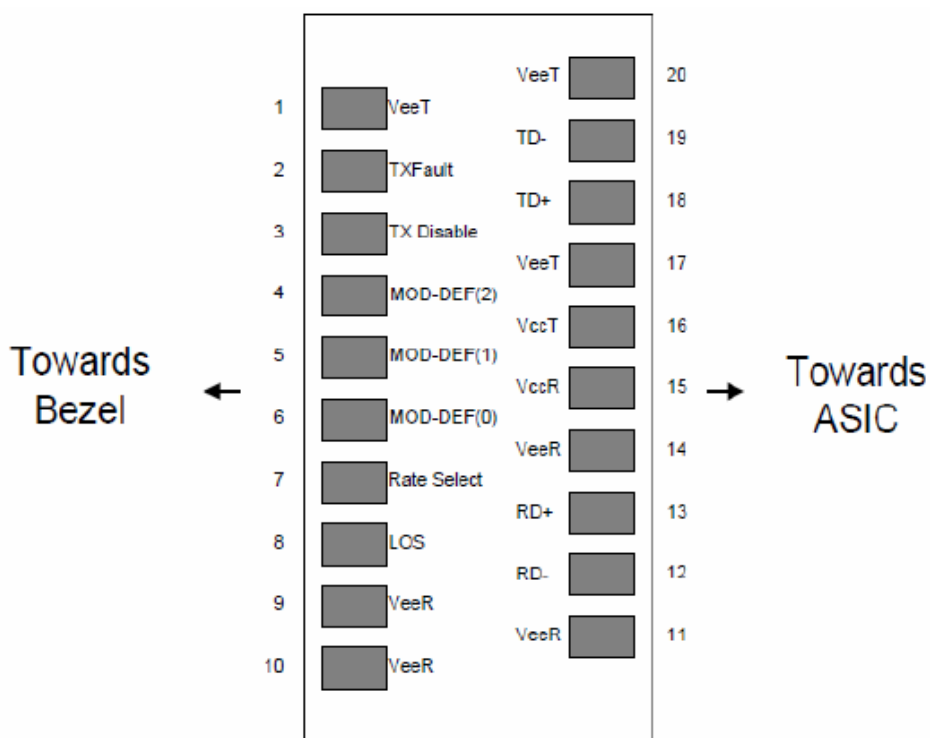 VeeT 20
1 VeeT
TD- 19
2 TXFault
TD+ 18
3 TX Disable
VeeT 17
4 MOD-DEF(2)
VccT 16
5 MOD-DEF(1)
Towards
Bezel
VccR 15
Towards
ASIC
6 MOD-DEF(0)
VeeR 14
7 Rate Select
RD+ 13
8 LOS
RD- 12
9 VeeR
VeeR 11
10 VeeR